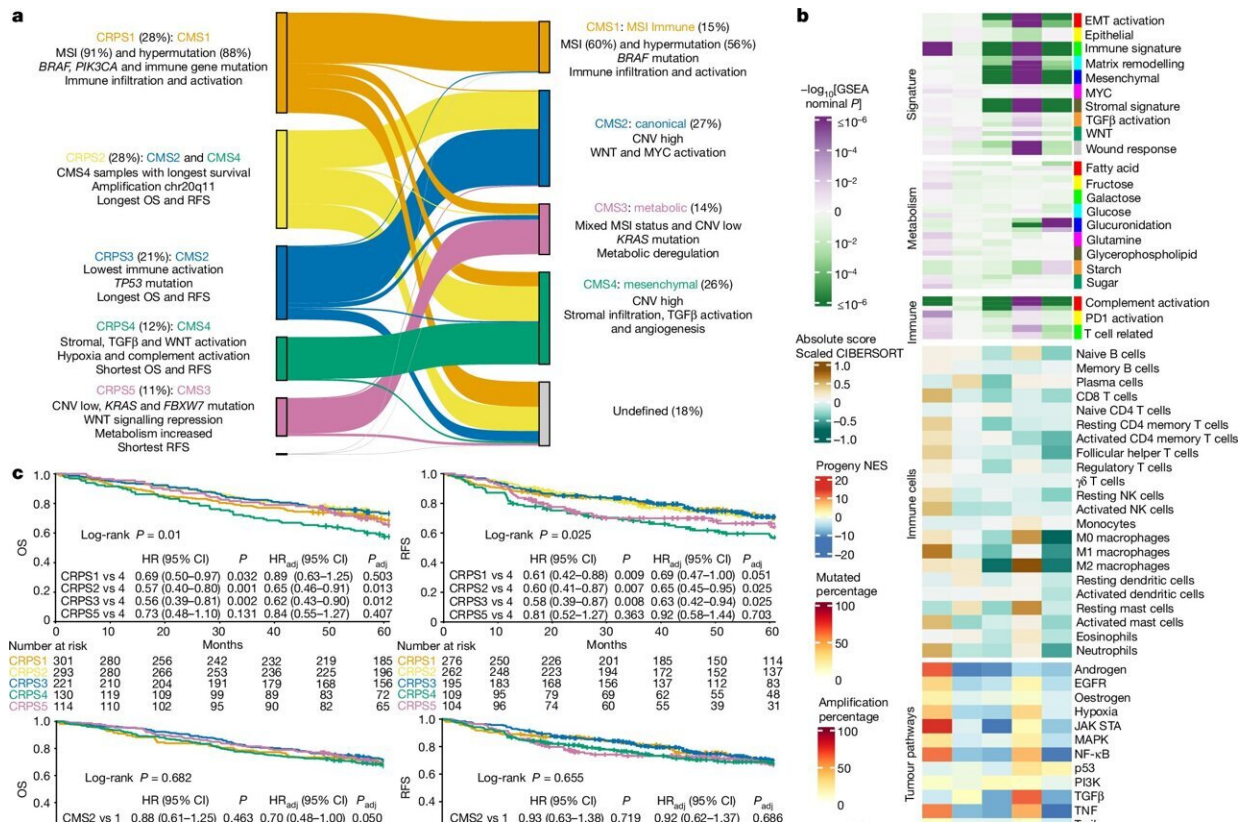 a
CRPS1 (28%): CMS1
MSI (91%) and hypermutation (88%)
BRAF, PIK3CA and immune gene mutation
Immune infiltration and activation
CRPS2 (28%): CMS2 and CMS4
CMS4 samples with longest survival
Amplification chr20q11
Longest OS and RFS
CRPS3 (21%): CMS2
Lowest immune activation
TP53 mutation
Longest OS and RFS
CRPS4 (12%): CMS4
Stromal, TGFβ and WNT activation
Hypoxia and complement activation
Shortest OS and RFS
CRPS5 (11%): CMS3
CNV low, KRAS and FBXW7 mutation
WNT signalling repression
Metabolism increased
Shortest RFS
CMS1: MSI Immune (15%)
MSI (60%) and hypermutation (56%)
BRAF mutation
Immune infiltration and activation
CMS2: canonical (27%)
CNV high
WNT and MYC activation
CMS3: metabolic (14%)
Mixed MSI status and CNV low
KRAS mutation
Metabolic deregulation
CMS4: mesenchymal (26%)
CNV high
Stromal infiltration, TGFβ activation
and angiogenesis
Undefined (18%)
b
−log10[GSEA
nominal P]
≤10−6
10−4
10−2
0
10−2
10−4
≤10−6
Absolute score
Scaled CIBERSORT
1.0
0.5
0
−0.5
−1.0
Progeny NES
20
10
0
−10
−20
Mutated
percentage
100
50
0
Amplification
percentage
100
50
0
Signature
EMT activation
Epithelial
Immune signature
Matrix remodelling
Mesenchymal
MYC
Stromal signature
TGFβ activation
WNT
Wound response
Metabolism
Fatty acid
Fructose
Galactose
Glucose
Glucuronidation
Glutamine
Glycerophospholipid
Starch
Sugar
Immune
Complement activation
PD1 activation
T cell related
Immune cells
Naive B cells
Memory B cells
Plasma cells
CD8 T cells
Naive CD4 T cells
Resting CD4 memory T cells
Activated CD4 memory T cells
Follicular helper T cells
Regulatory T cells
γδ T cells
Resting NK cells
Activated NK cells
Monocytes
M0 macrophages
M1 macrophages
M2 macrophages
Resting dendritic cells
Activated dendritic cells
Resting mast cells
Activated mast cells
Eosinophils
Neutrophils
Tumour pathways
Androgen
EGFR
Oestrogen
Hypoxia
JAK STA
MAPK
NF-κB
p53
PI3K
TGFβ
TNF
c
1.0
0.8
0.6
0.4
0.2
0
OS
Log-rank P = 0.01
HR (95% CI) P HRadj (95% CI) Padj
CRPS1 vs 4 0.69 (0.50–0.97) 0.032 0.89 (0.63–1.25) 0.503
CRPS2 vs 4 0.57 (0.40–0.80) 0.001 0.65 (0.46–0.91) 0.013
CRPS3 vs 4 0.56 (0.39–0.81) 0.002 0.62 (0.43–0.90) 0.012
CRPS5 vs 4 0.73 (0.48–1.10) 0.131 0.84 (0.55–1.27) 0.407
0 10 20 30 40 50 60
Number at risk Months
CRPS1 301 280 256 242 232 219 185
CRPS2 293 280 266 253 236 225 196
CRPS3 221 210 204 191 179 168 156
CRPS4 130 119 109 99 89 83 72
CRPS5 114 110 102 95 90 82 65
1.0
0.8
0.6
0.4
0.2
0
RFS
Log-rank P = 0.025
HR (95% CI) P HRadj (95% CI) Padj
CRPS1 vs 4 0.61 (0.42–0.88) 0.009 0.69 (0.47–1.00) 0.051
CRPS2 vs 4 0.60 (0.41–0.87) 0.007 0.65 (0.45–0.95) 0.025
CRPS3 vs 4 0.58 (0.39–0.87) 0.008 0.63 (0.42–0.94) 0.025
CRPS5 vs 4 0.81 (0.52–1.27) 0.363 0.92 (0.58–1.44) 0.703
0 10 20 30 40 50 60
Number at risk Months
CRPS1 276 250 226 201 185 150 114
CRPS2 262 248 223 194 172 152 137
CRPS3 195 183 168 156 137 112 83
CRPS4 109 95 79 69 62 55 48
CRPS5 104 96 74 60 55 39 31
1.0
0.8
0.6
0.4
OS
Log-rank P = 0.682
HR (95% CI) P HRadj (95% CI) Padj
CMS2 vs 1 0.88 (0.61–1.25) 0.463 0.70 (0.48–1.00) 0.050
1.0
0.8
0.6
0.4
RFS
Log-rank P = 0.655
HR (95% CI) P HRadj (95% CI) Padj
CMS2 vs 1 0.93 (0.63–1.38) 0.719 0.92 (0.62–1.37) 0.686